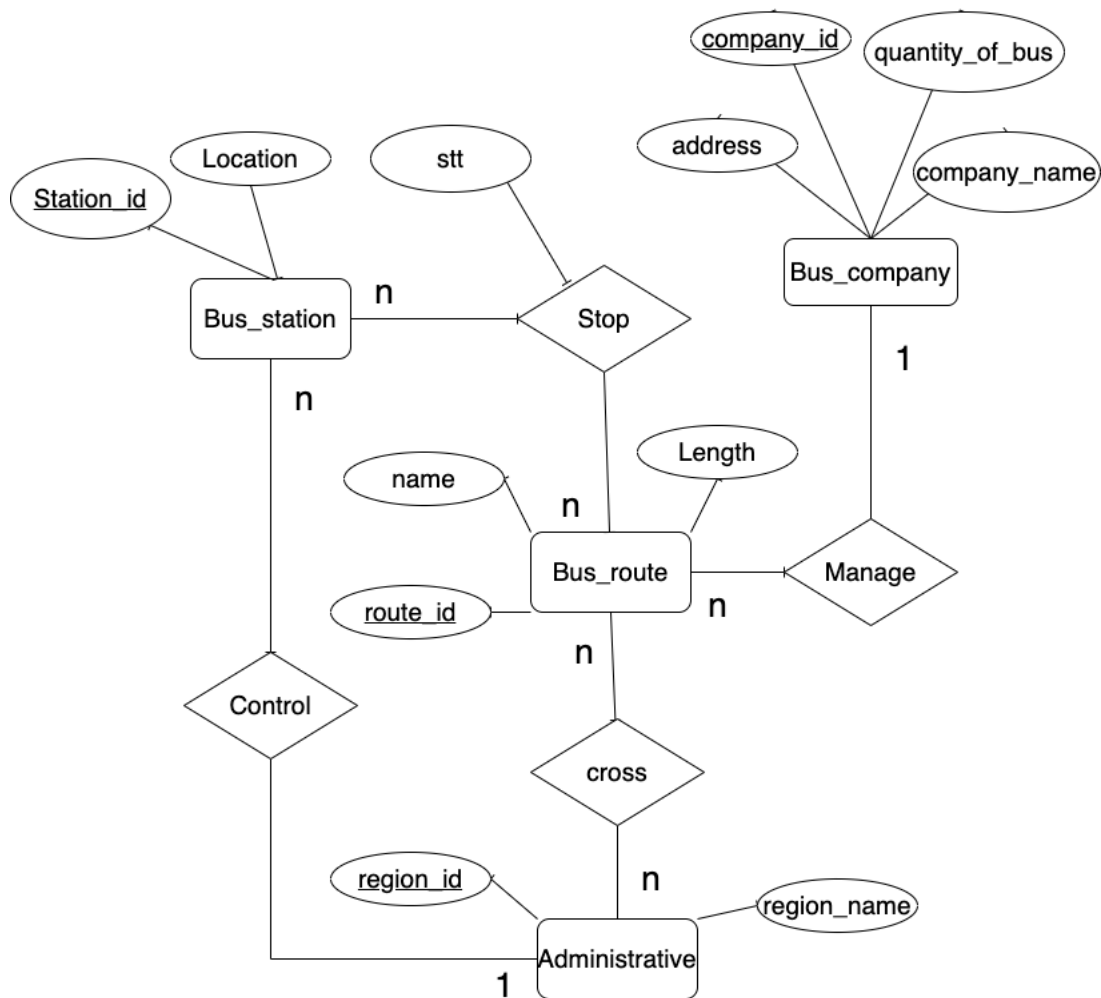 company_id
quantity_of_bus
address
company_name
Location
stt
Station_id
Bus_company
n
Bus_station
Stop
1
n
name
Length
n
Bus_route
Manage
route_id
n
n
Control
cross
region_id
n
region_name
Administrative
1